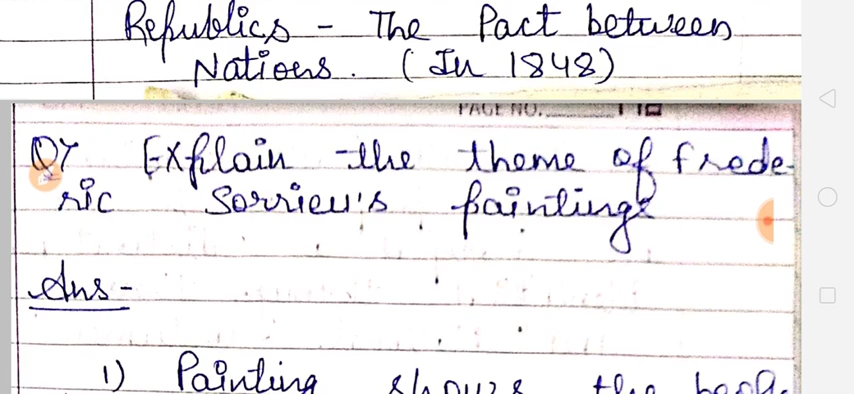 Republics - The Pact between
Nations. (In 1848)
PAGE NO.
Q7 Explain the theme of Frede-
ric Sorrieu's paintings
Ans -
1) Painting shows the